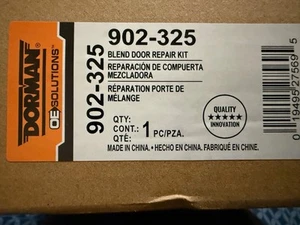 DORMAN®
OE SOLUTIONS™
902-325
902-325
BLEND DOOR REPAIR KIT
REPARACIÓN DE COMPUERTA
MEZCLADORA
RÉPARATION PORTE DE
MÉLANGE
QUALITY
★★★★★
INNOVATION
QTY:
CONT.: 1 PC/PZA.
QTÉ:
MADE IN CHINA. • HECHO EN CHINA. FABRIQUÉ EN CHINE.